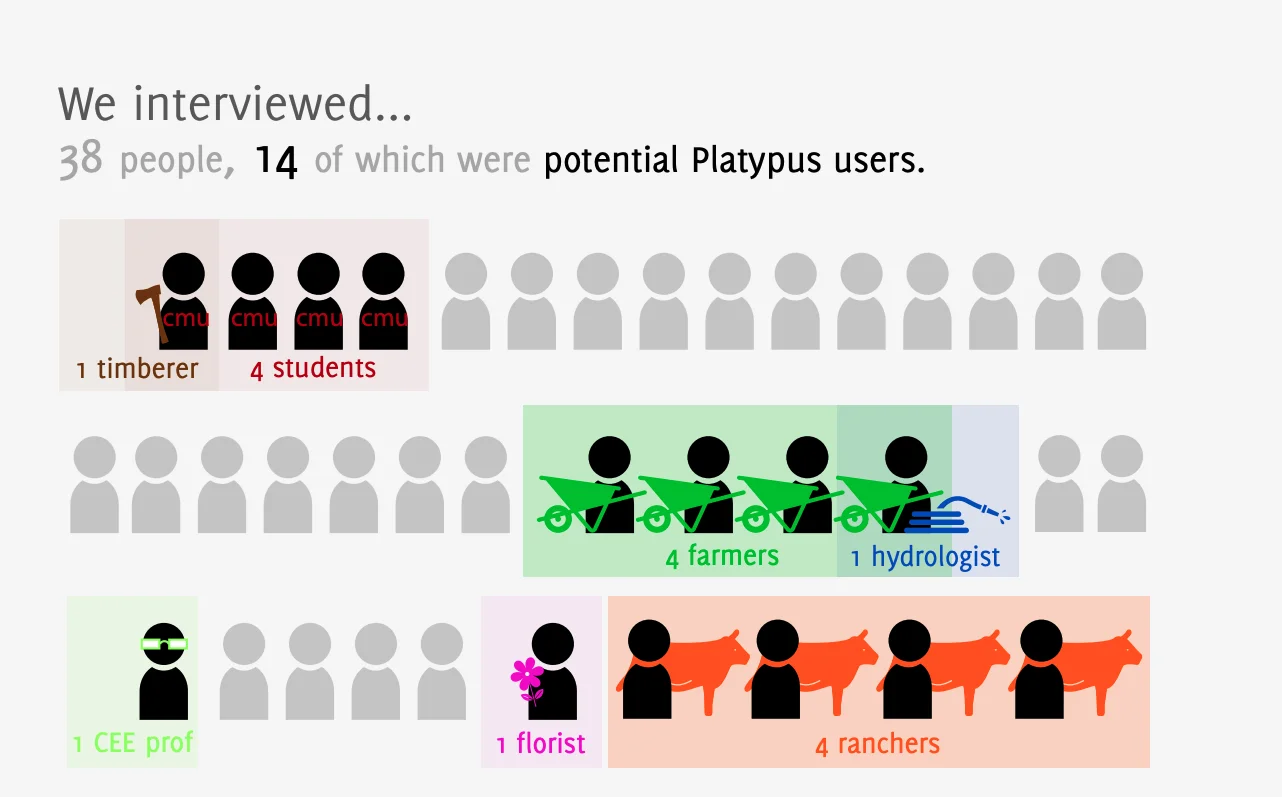 We interviewed...
38 people, 14 of which were potential Platypus users.
cmu cmu cmu cmu
1 timberer 4 students
4 farmers 1 hydrologist
1 CEE prof 1 florist 4 ranchers